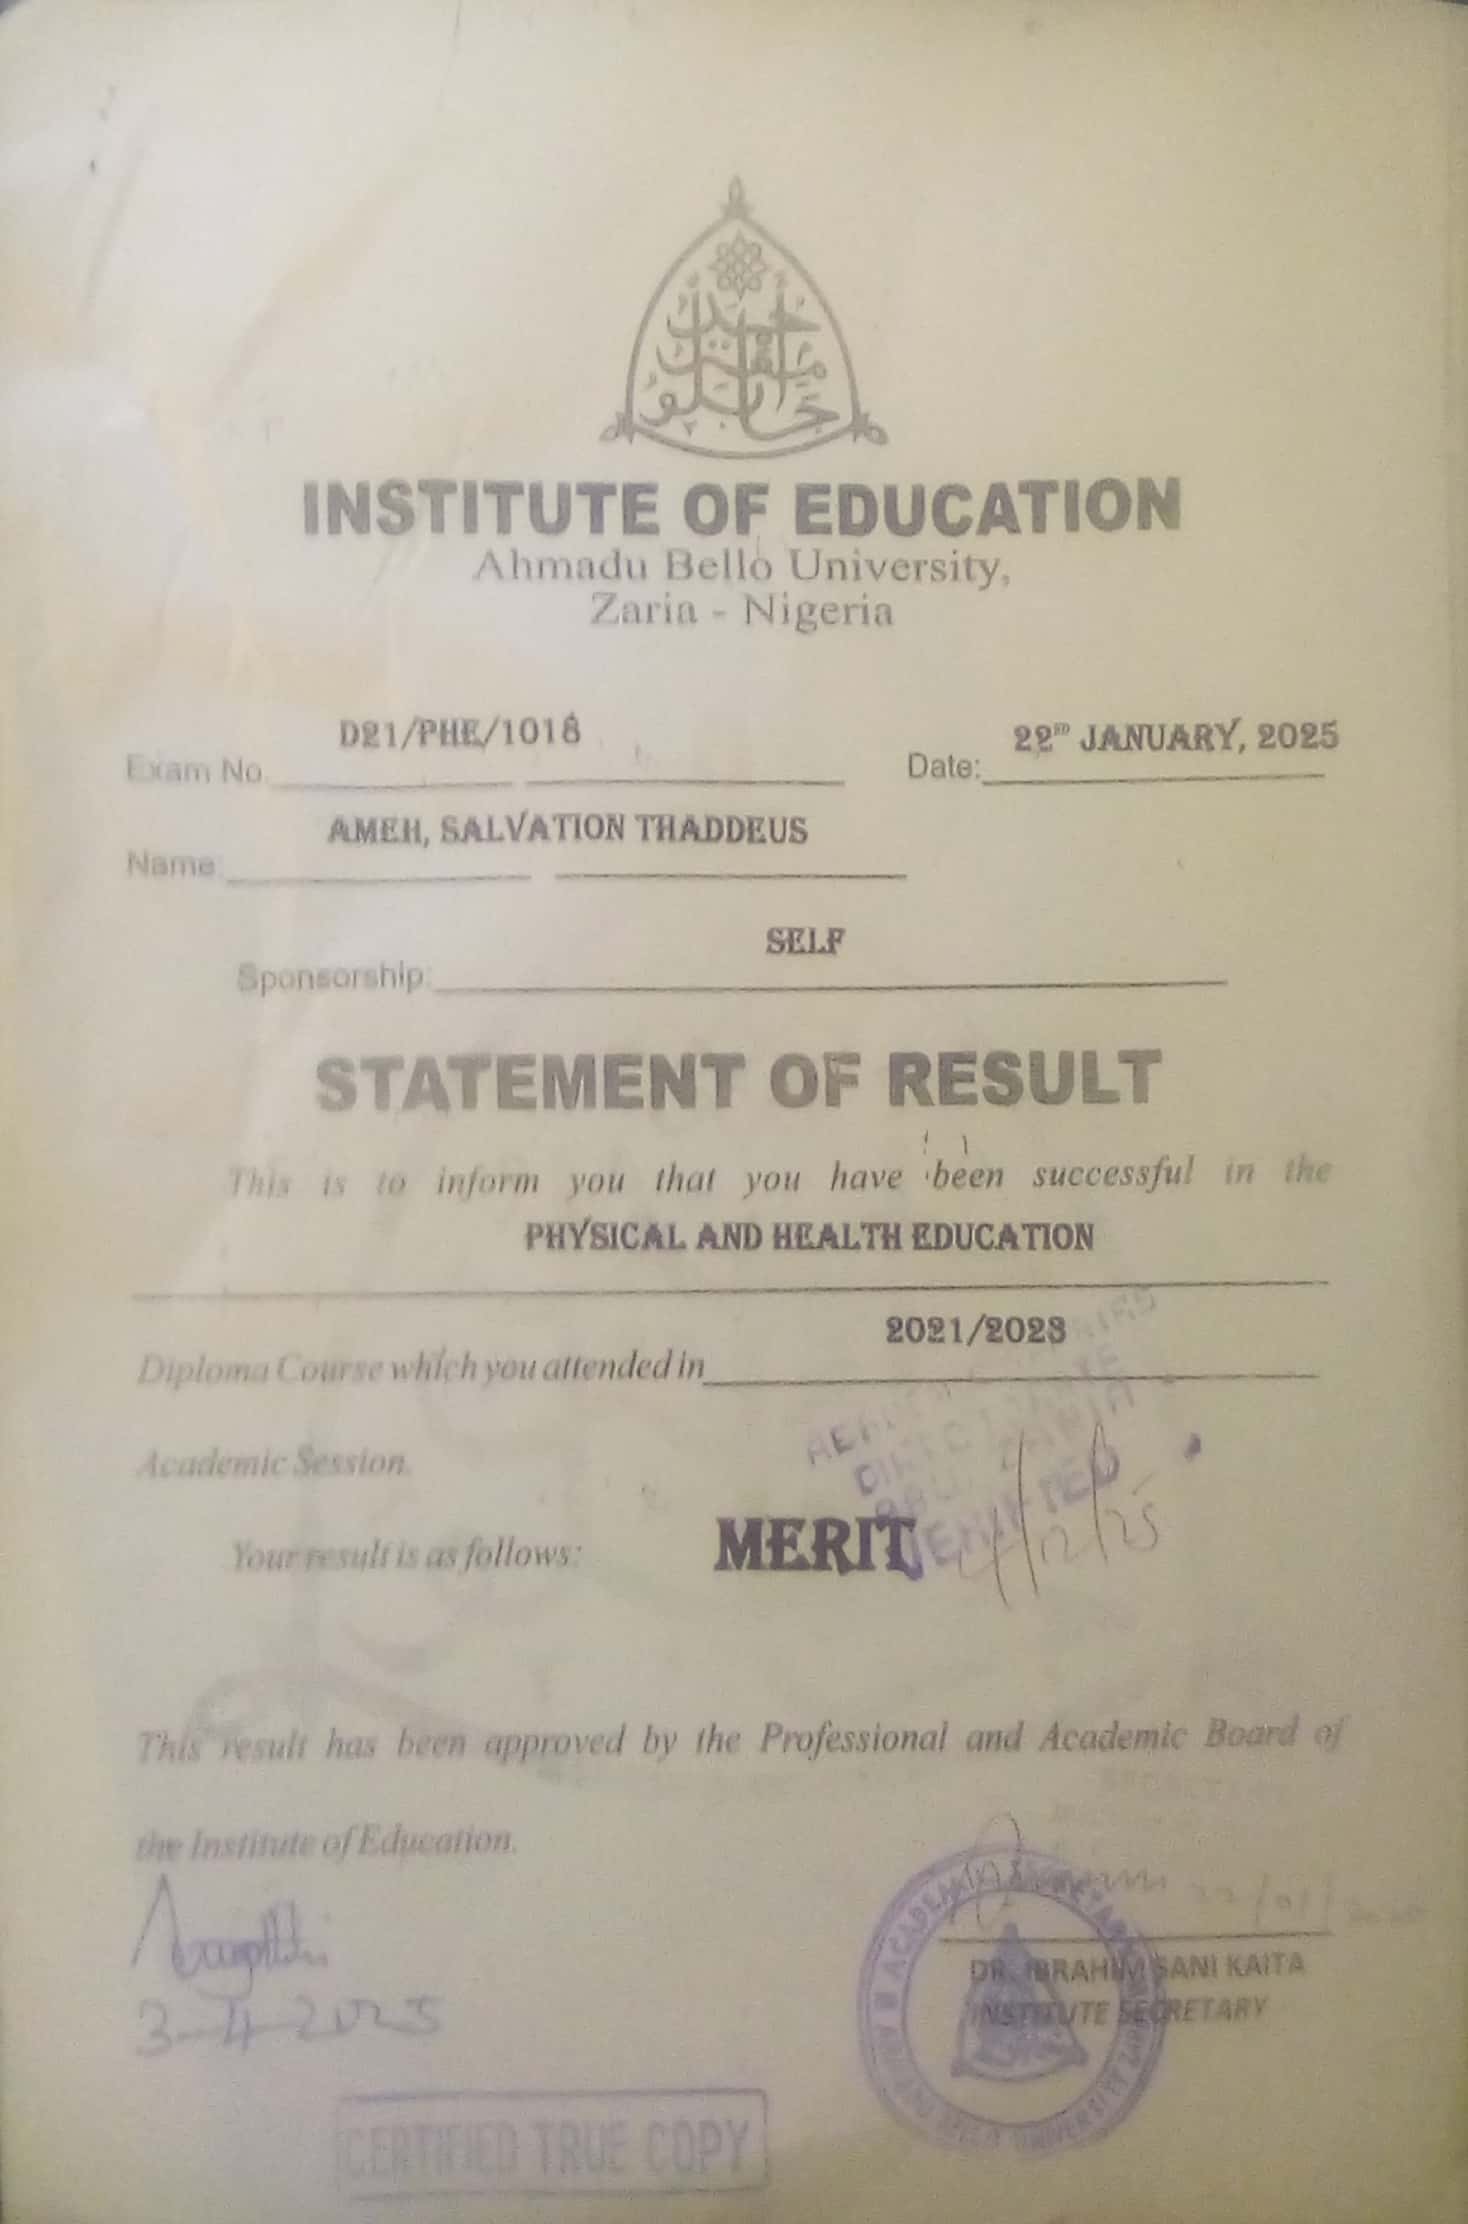 INSTITUTE OF EDUCATION
Ahmadu Bello University,
Zaria - Nigeria
D21/PHE/1018
22ND JANUARY, 2025
Exam No.
Date:
AMEH, SALVATION THADDEUS
Name:
SELF
Sponsorship:
STATEMENT OF RESULT
This is to inform you that you have been successful in the
PHYSICAL AND HEALTH EDUCATION
2021/2023
Diploma Course which you attended in
Academic Session.
Your result is as follows: MERIT
VERIFIED
/12/25
This result has been approved by the Professional and Academic Board of
the Institute of Education.
3-4-2025
DR. IBRAHIM SANI KAITA
INSTITUTE SECRETARY
CERTIFIED TRUE COPY